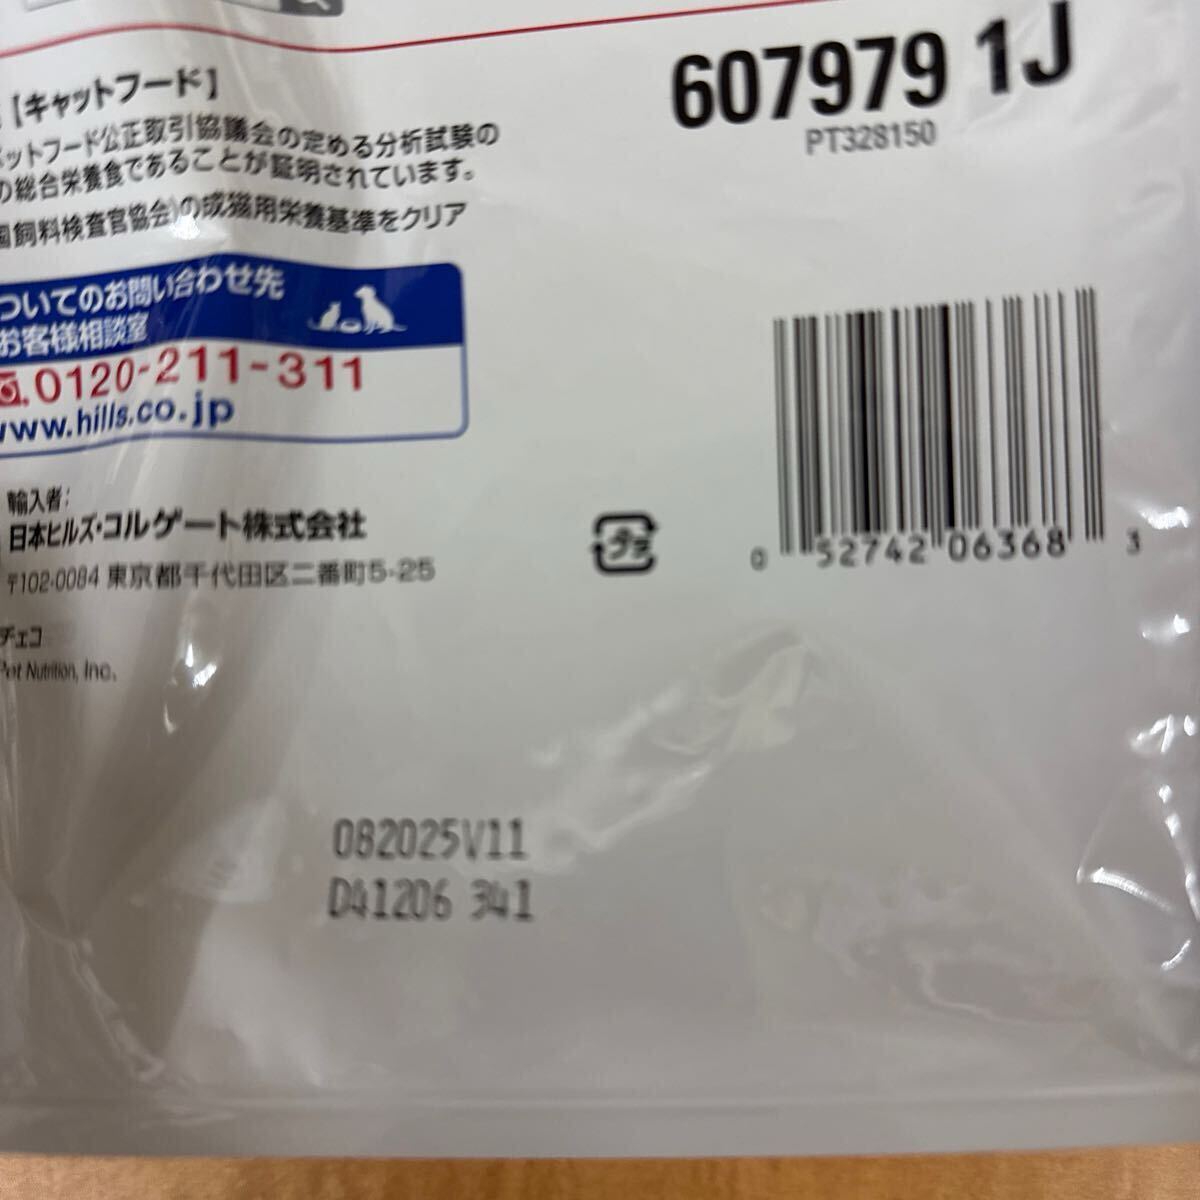 607979 1J
PT328150
【キャットフード】
ペットフード公正取引協議会の定める分析試験の
の総合栄養食であることが証明されています。
飼料検査官協会)の成猫用栄養基準をクリア
ついてのお問い合わせ先
お客様相談室
0120-211-311
www.hills.co.jp
輸入者:
日本ヒルズ・コルゲート株式会社
〒102-0084 東京都千代田区二番町5-25
チェコ
Pet Nutrition, Inc.
プラ
0 52742 06368 3
082025V11
D41206 341